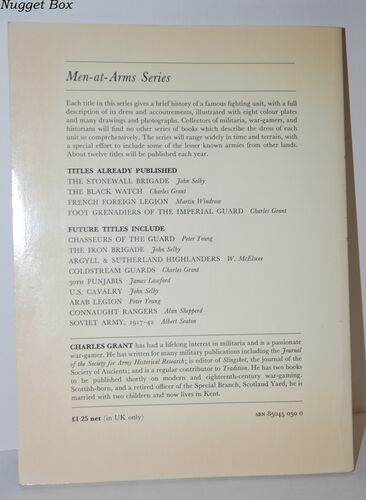 Nugget Box
Men-at-Arms Series
Each title in this series gives a brief history of a famous fighting unit, with a full
description of its dress and accoutrements, illustrated with eight colour plates
and many drawings and photographs. Collectors of militaria, war-gamers, and
historians will find no other series of books which describe the dress of each
unit so comprehensively. The series will range widely in time and terrain, with
a special effort to include some of the lesser known armies from other lands.
About twelve titles will be published each year.
TITLES ALREADY PUBLISHED
THE STONEWALL BRIGADE John Selby
THE BLACK WATCH Charles Grant
FRENCH FOREIGN LEGION Martin Windrow
FOOT GRENADIERS OF THE IMPERIAL GUARD Charles Grant
FUTURE TITLES INCLUDE
CHASSEURS OF THE GUARD Peter Young
THE IRON BRIGADE John Selby
ARGYLL & SUTHERLAND HIGHLANDERS W. McElwee
COLDSTREAM GUARDS Charles Grant
30TH PUNJABIS James Lawford
U.S. CAVALRY John Selby
ARAB LEGION Peter Young
CONNAUGHT RANGERS Alan Shepperd
SOVIET ARMY, 1917-42 Albert Seaton
CHARLES GRANT has had a lifelong interest in militaria and is a passionate
war-gamer. He has written for many military publications including the Journal
of the Society for Army Historical Research; is editor of Slingshot, the journal of the
Society of Ancients; and is a regular contributor to Tradition. He has two books
to be published shortly on modern and eighteenth-century war-gaming.
Scottish-born, and a retired officer of the Special Branch, Scotland Yard, he is
married with two children and now lives in Kent.
£1·25 net (in UK only)
SBN 85045 050 0